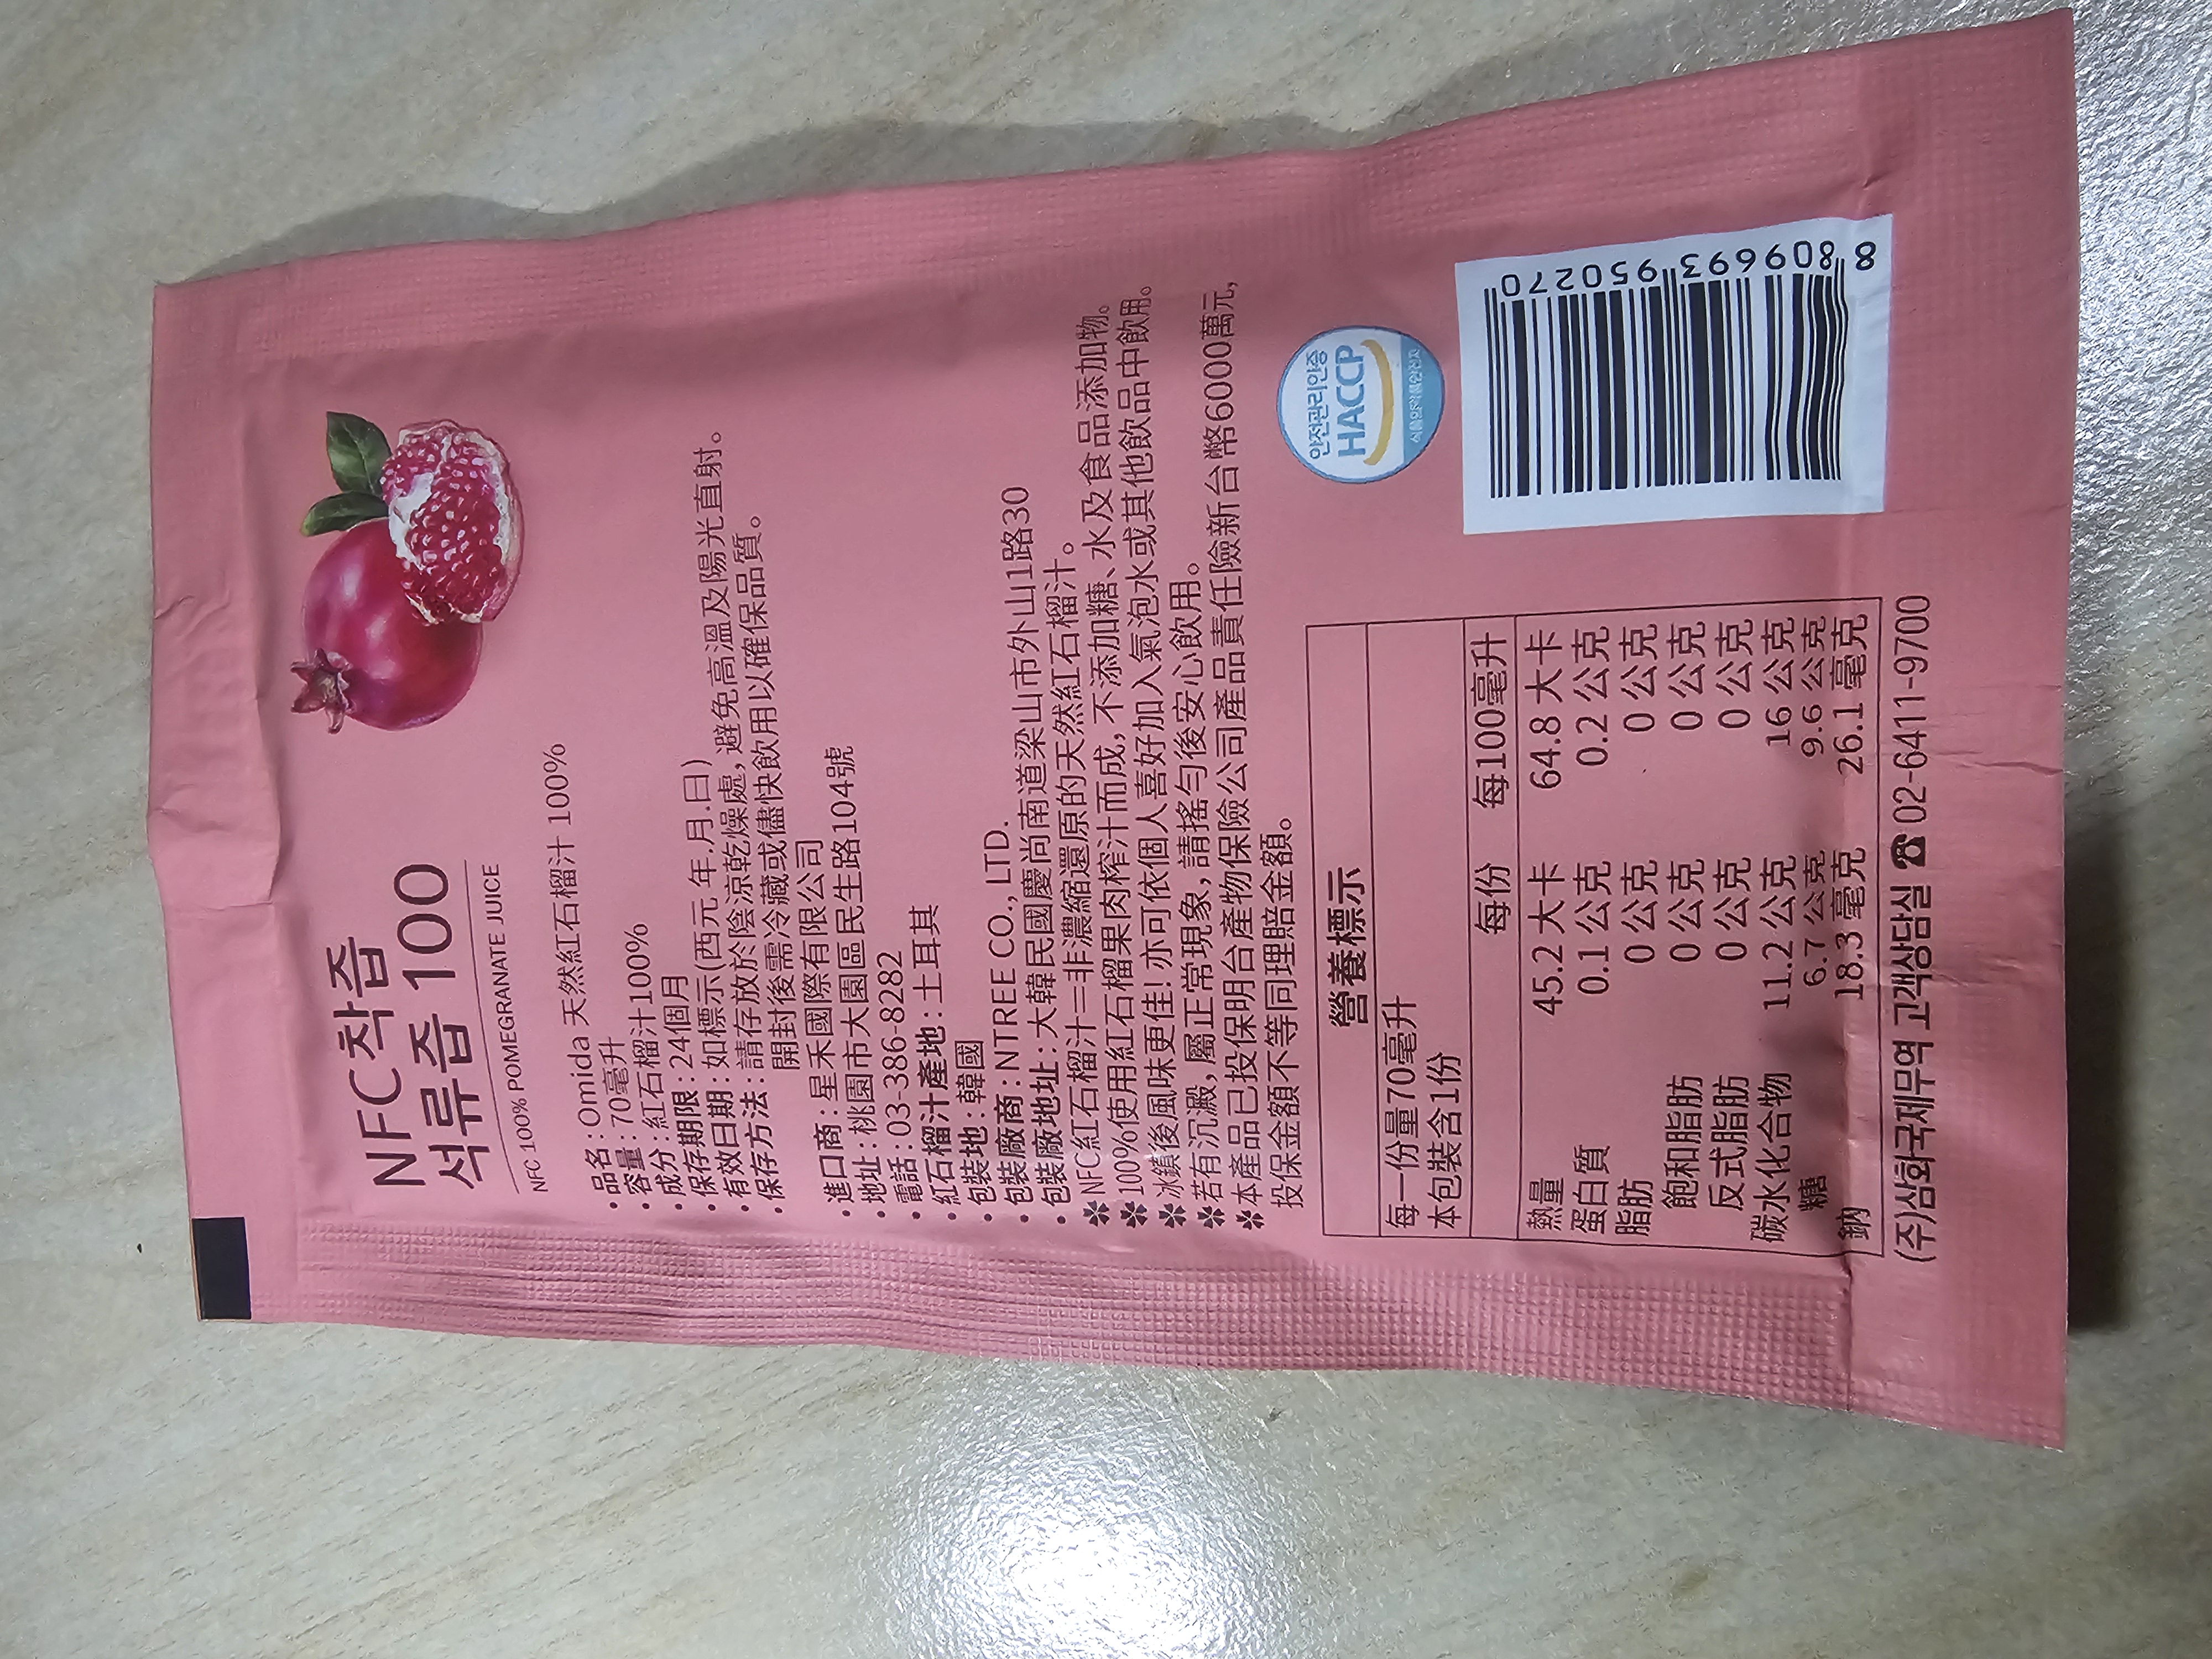 NFC착즙
석류즙 100
NFC 100% POMEGRANATE JUICE
•品名：Omida 天然紅石榴汁 100%
•容量：70毫升
•成分：紅石榴汁100%
•保存期限：24個月
•有效日期：如標示(西元 年.月.日)
•保存方法：請存放於陰涼乾燥處，避免高溫及陽光直射。
開封後需冷藏或儘快飲用以確保品質。
•進口商：星禾國際有限公司
•地址：桃園市大園區民生路104號
•電話：03-386-8282
•紅石榴汁產地：土耳其
•包裝地：韓國
•包裝廠商：NTREE CO., LTD.
•包裝廠地址：大韓民國慶尚南道梁山市外山1路30
✽NFC紅石榴汁＝非濃縮還原的天然紅石榴汁。
✽100%使用紅石榴果肉榨汁而成，不添加糖、水及食品添加物。
✽冰鎮後風味更佳！亦可依個人喜好加入氣泡水或其他飲品中飲用。
✽若有沉澱，屬正常現象，請搖勻後安心飲用。
✽本產品已投保明台產物保險公司產品責任險新台幣6000萬元，
投保金額不等同理賠金額。
안전관리인증
HACCP
식품의약품안전처
營養標示
每一份量70毫升
本包裝含1份
每份 每100毫升
熱量 45.2 大卡 64.8 大卡
蛋白質 0.1 公克 0.2 公克
脂肪 0 公克 0 公克
飽和脂肪 0 公克 0 公克
反式脂肪 0 公克 0 公克
碳水化合物 11.2 公克 16 公克
糖 6.7 公克 9.6 公克
鈉 18.3 毫克 26.1 毫克
8 809693 950270
(주)삼화국제무역 고객상담실 ☎ 02-6411-9700